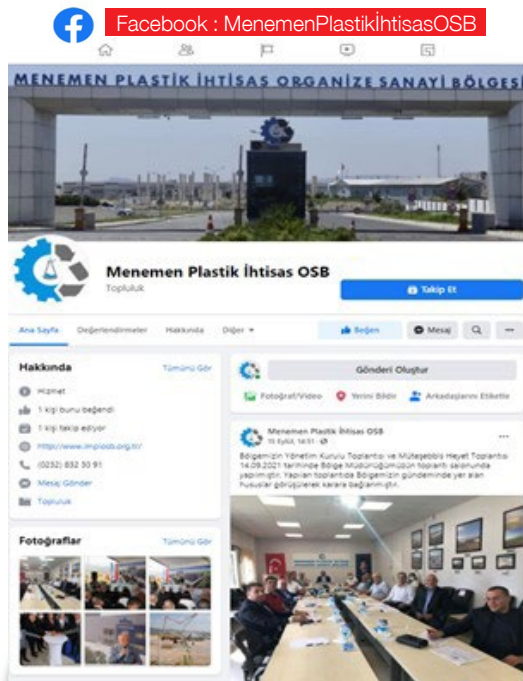 Facebook : MenemenPlastikİhtisasOSB
MENEMEN PLASTİK İHTİSAS ORGANİZE SANAYİ BÖLGESİ
Menemen Plastik İhtisas OSB
Topluluk
Takip Et
Ana Sayfa Değerlendirmeler Hakkında Diğer
Beğen Mesaj
Hakkında Tümünü Gör
Hizmet
1 kişi bunu beğendi
1 kişi takip ediyor
http://www.impiosb.org.tr/
(0232) 832 30 91
Mesaj Gönder
Topluluk
Fotoğraflar Tümünü Gör
Gönderi Oluştur
Fotoğraf/Video Yerini Bildir Arkadaşlarını Etiketle
Menemen Plastik İhtisas OSB
15 Eylül, 14:51
Bölgemizin Yönetim Kurulu Toplantısı ve Müteşebbis Heyet Toplantısı
14.09.2021 tarihinde Bölge Müdürlüğümüzün toplantı salonunda
yapılmıştır. Yapılan toplantıda Bölgemizin gündeminde yer alan
hususlar görüşülerek karara bağlanmıştır.